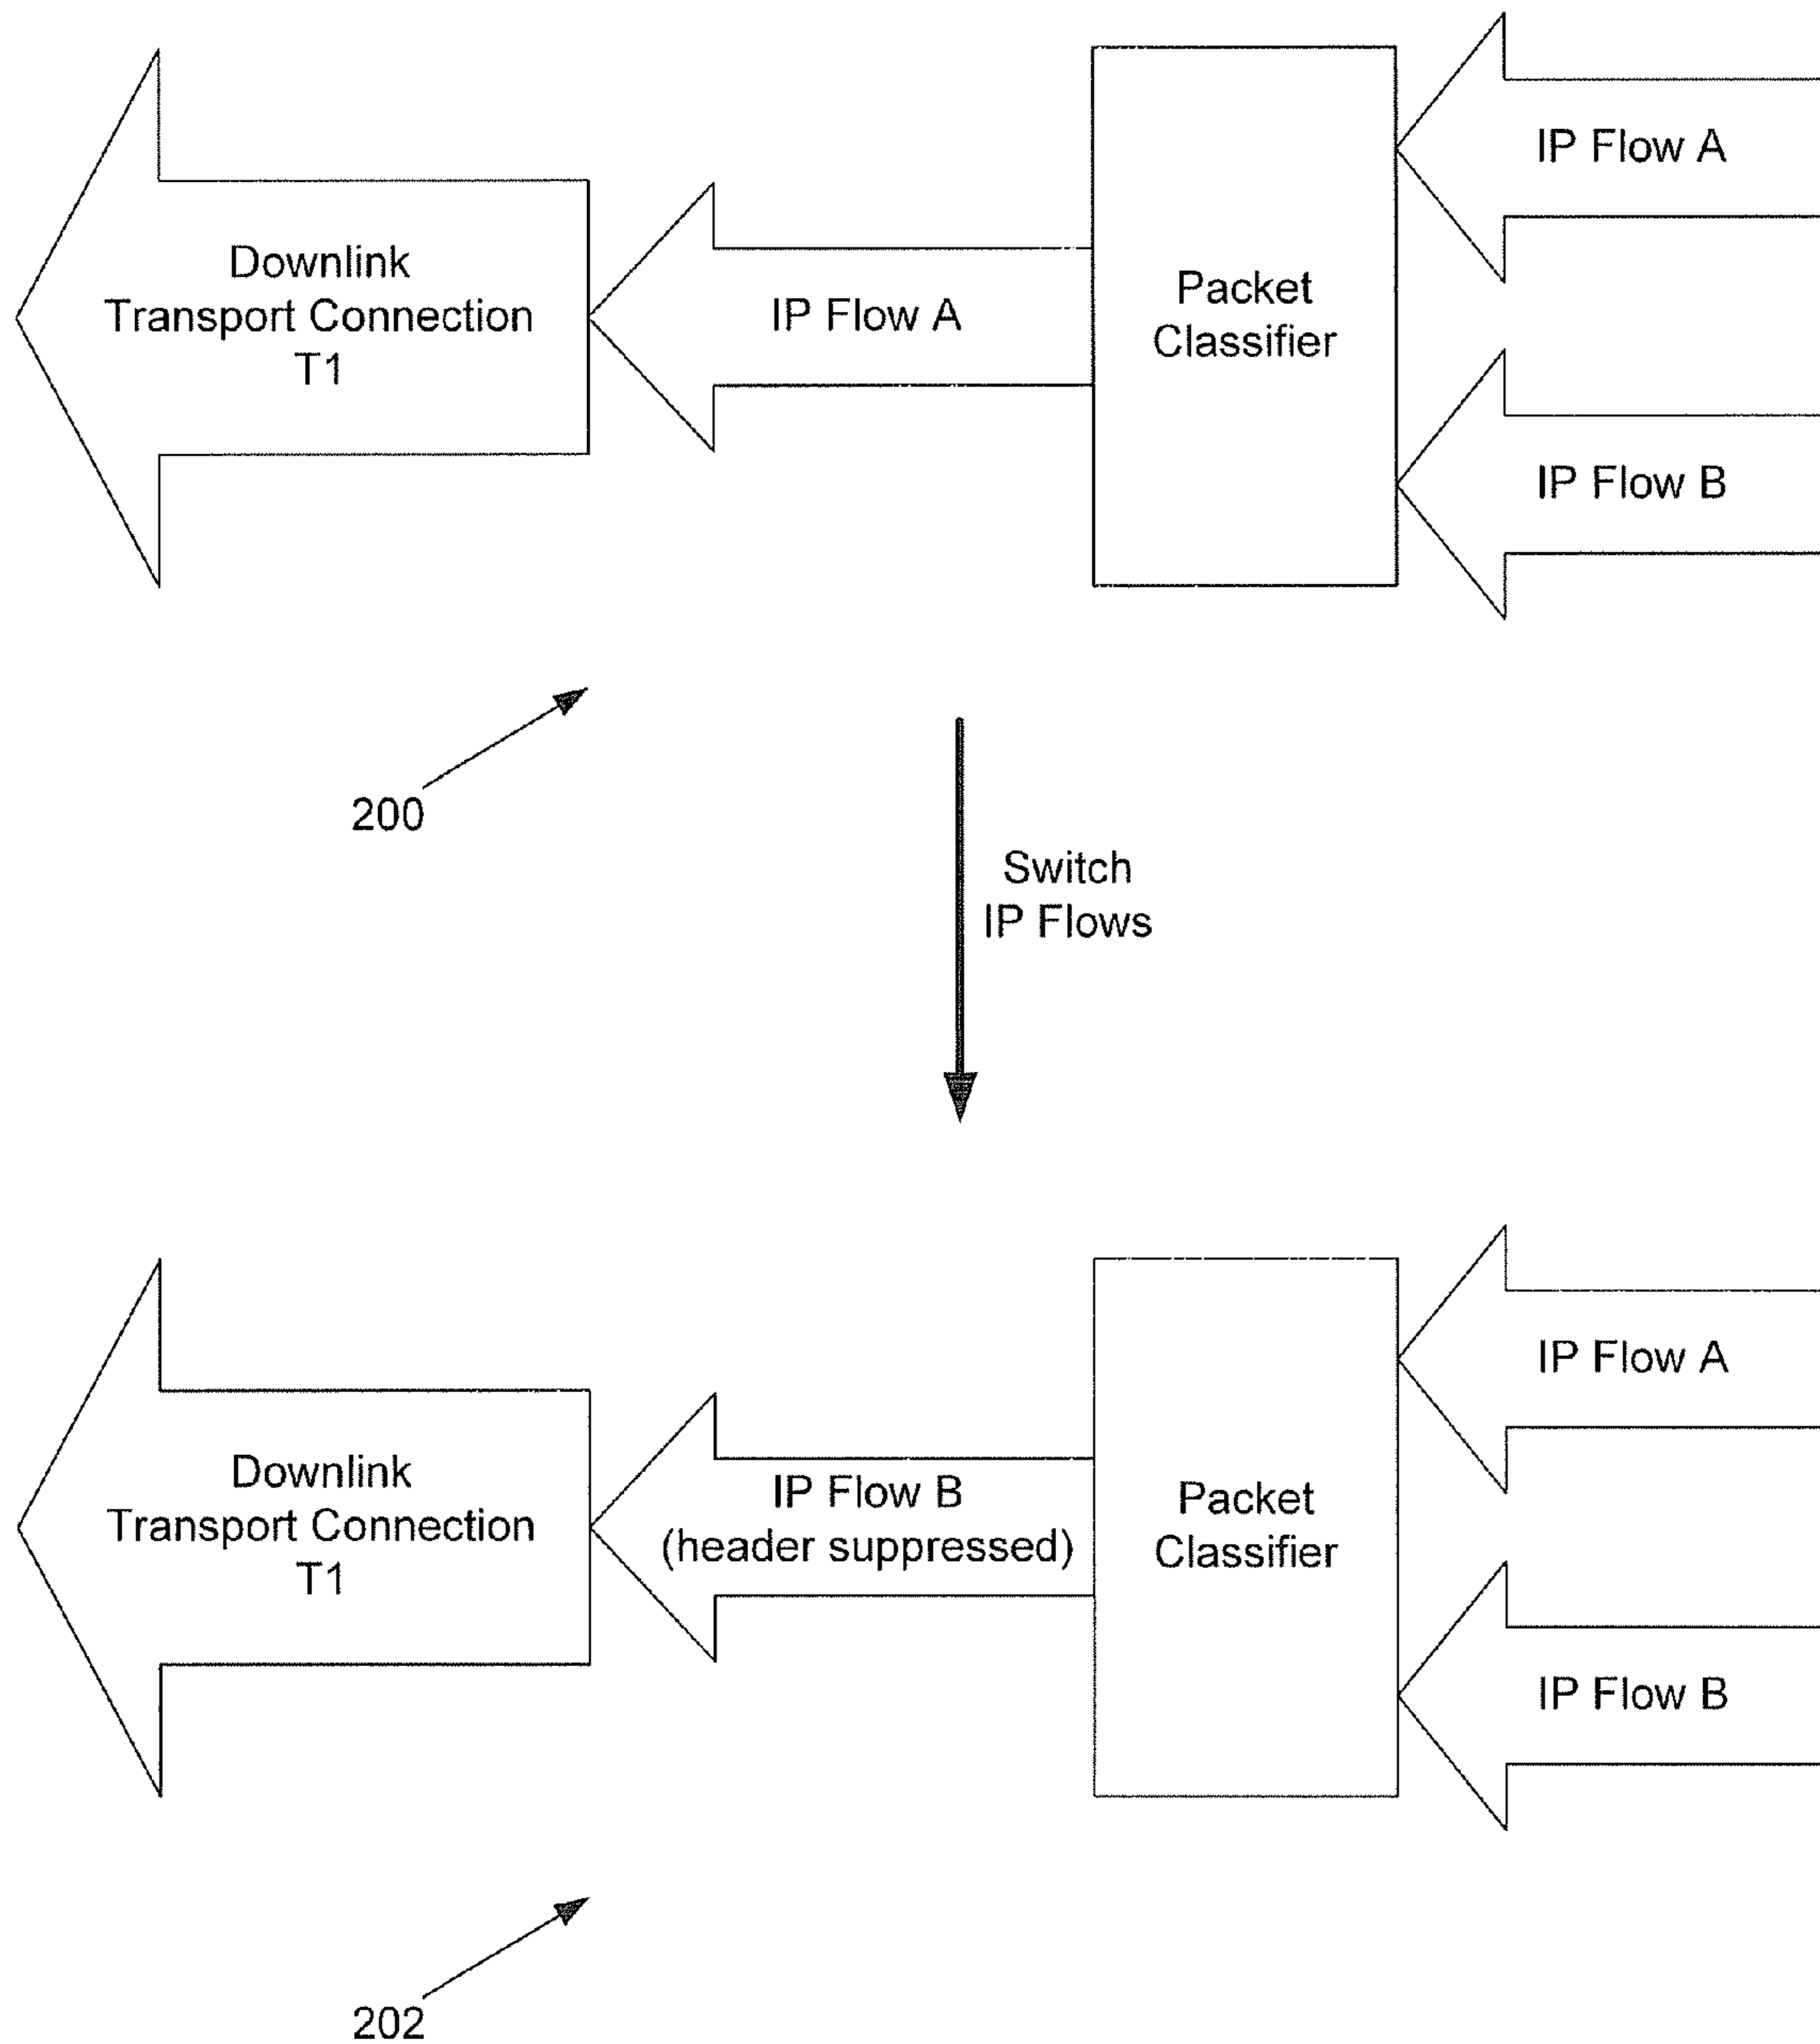 IP Flow A
Downlink
Transport Connection
T1
IP Flow A
Packet
Classifier
IP Flow B
200
Switch
IP Flows
IP Flow A
Downlink
Transport Connection
T1
IP Flow B
(header suppressed)
Packet
Classifier
IP Flow B
202